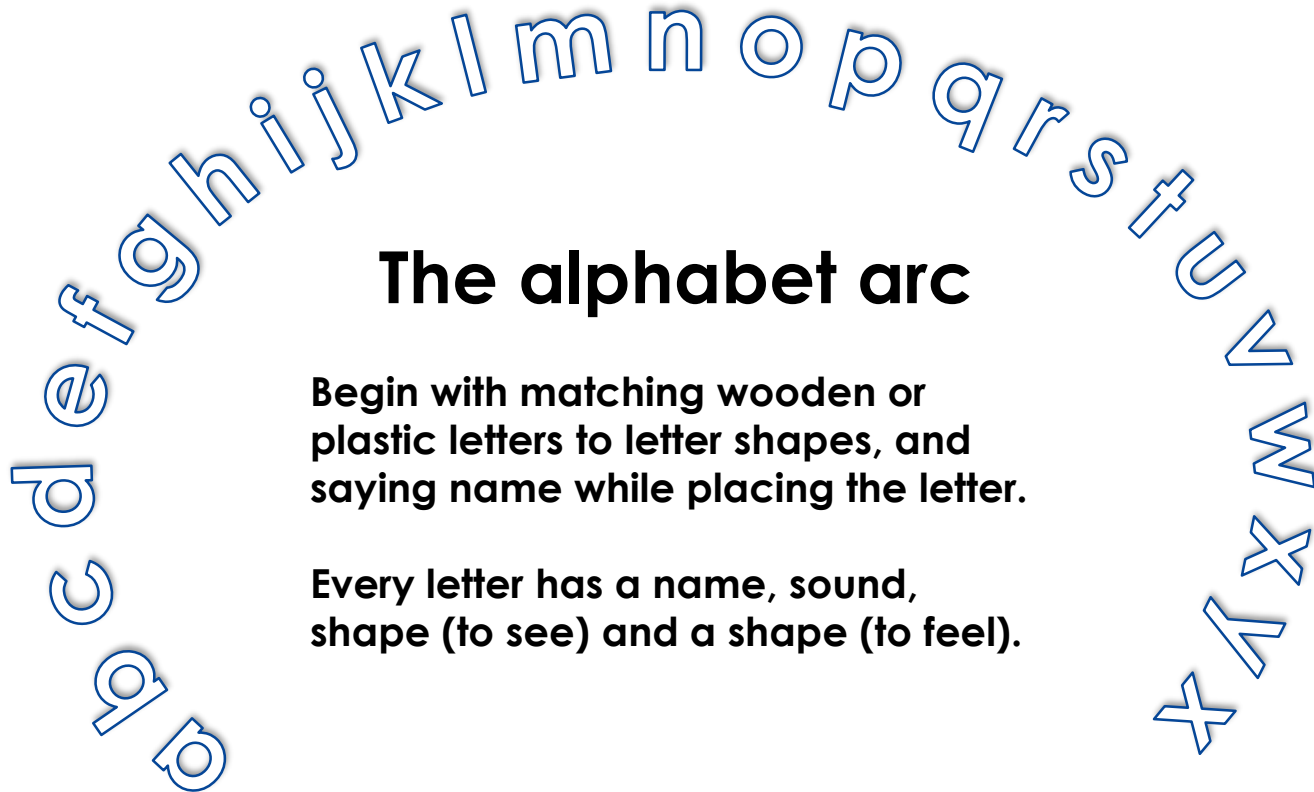 a b c d e f g h i j k l m n o p q r s t u v w x y x
The alphabet arc
Begin with matching wooden or
plastic letters to letter shapes, and
saying name while placing the letter.
Every letter has a name, sound,
shape (to see) and a shape (to feel).